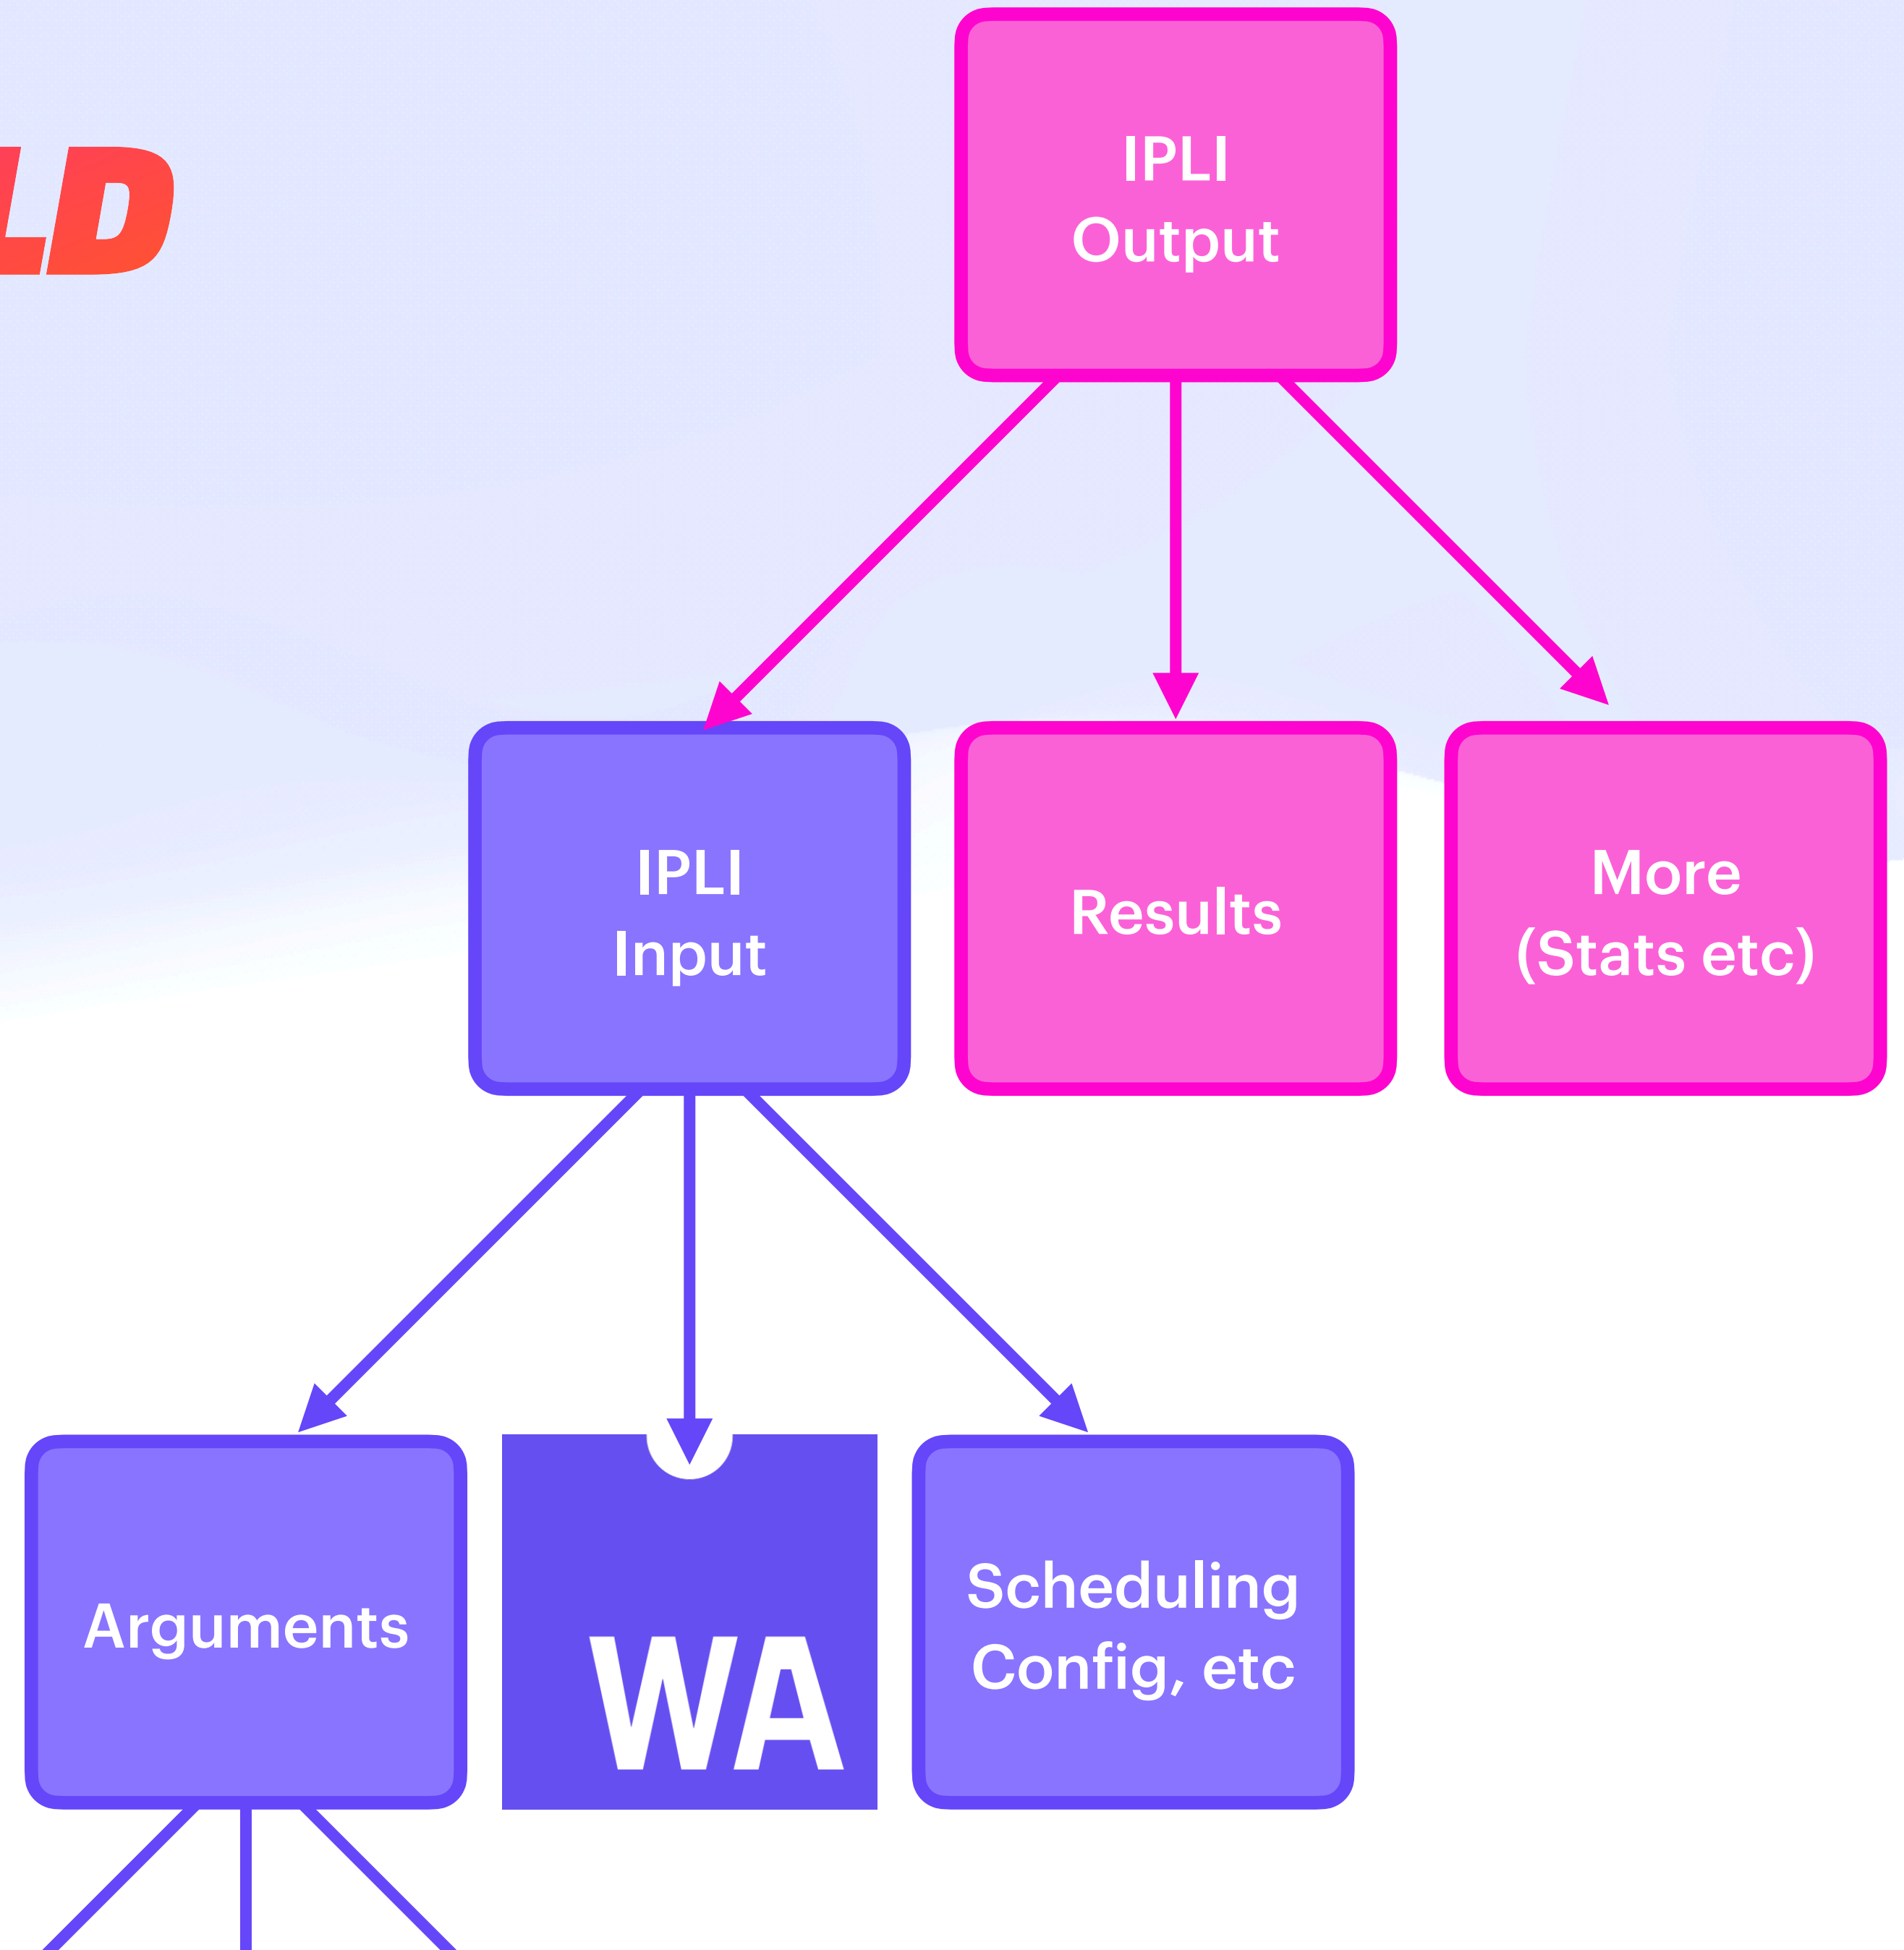 LD
IPLI
Output
IPLI
Input
Results
More
(Stats etc)
Arguments
WA
Scheduling
Config, etc